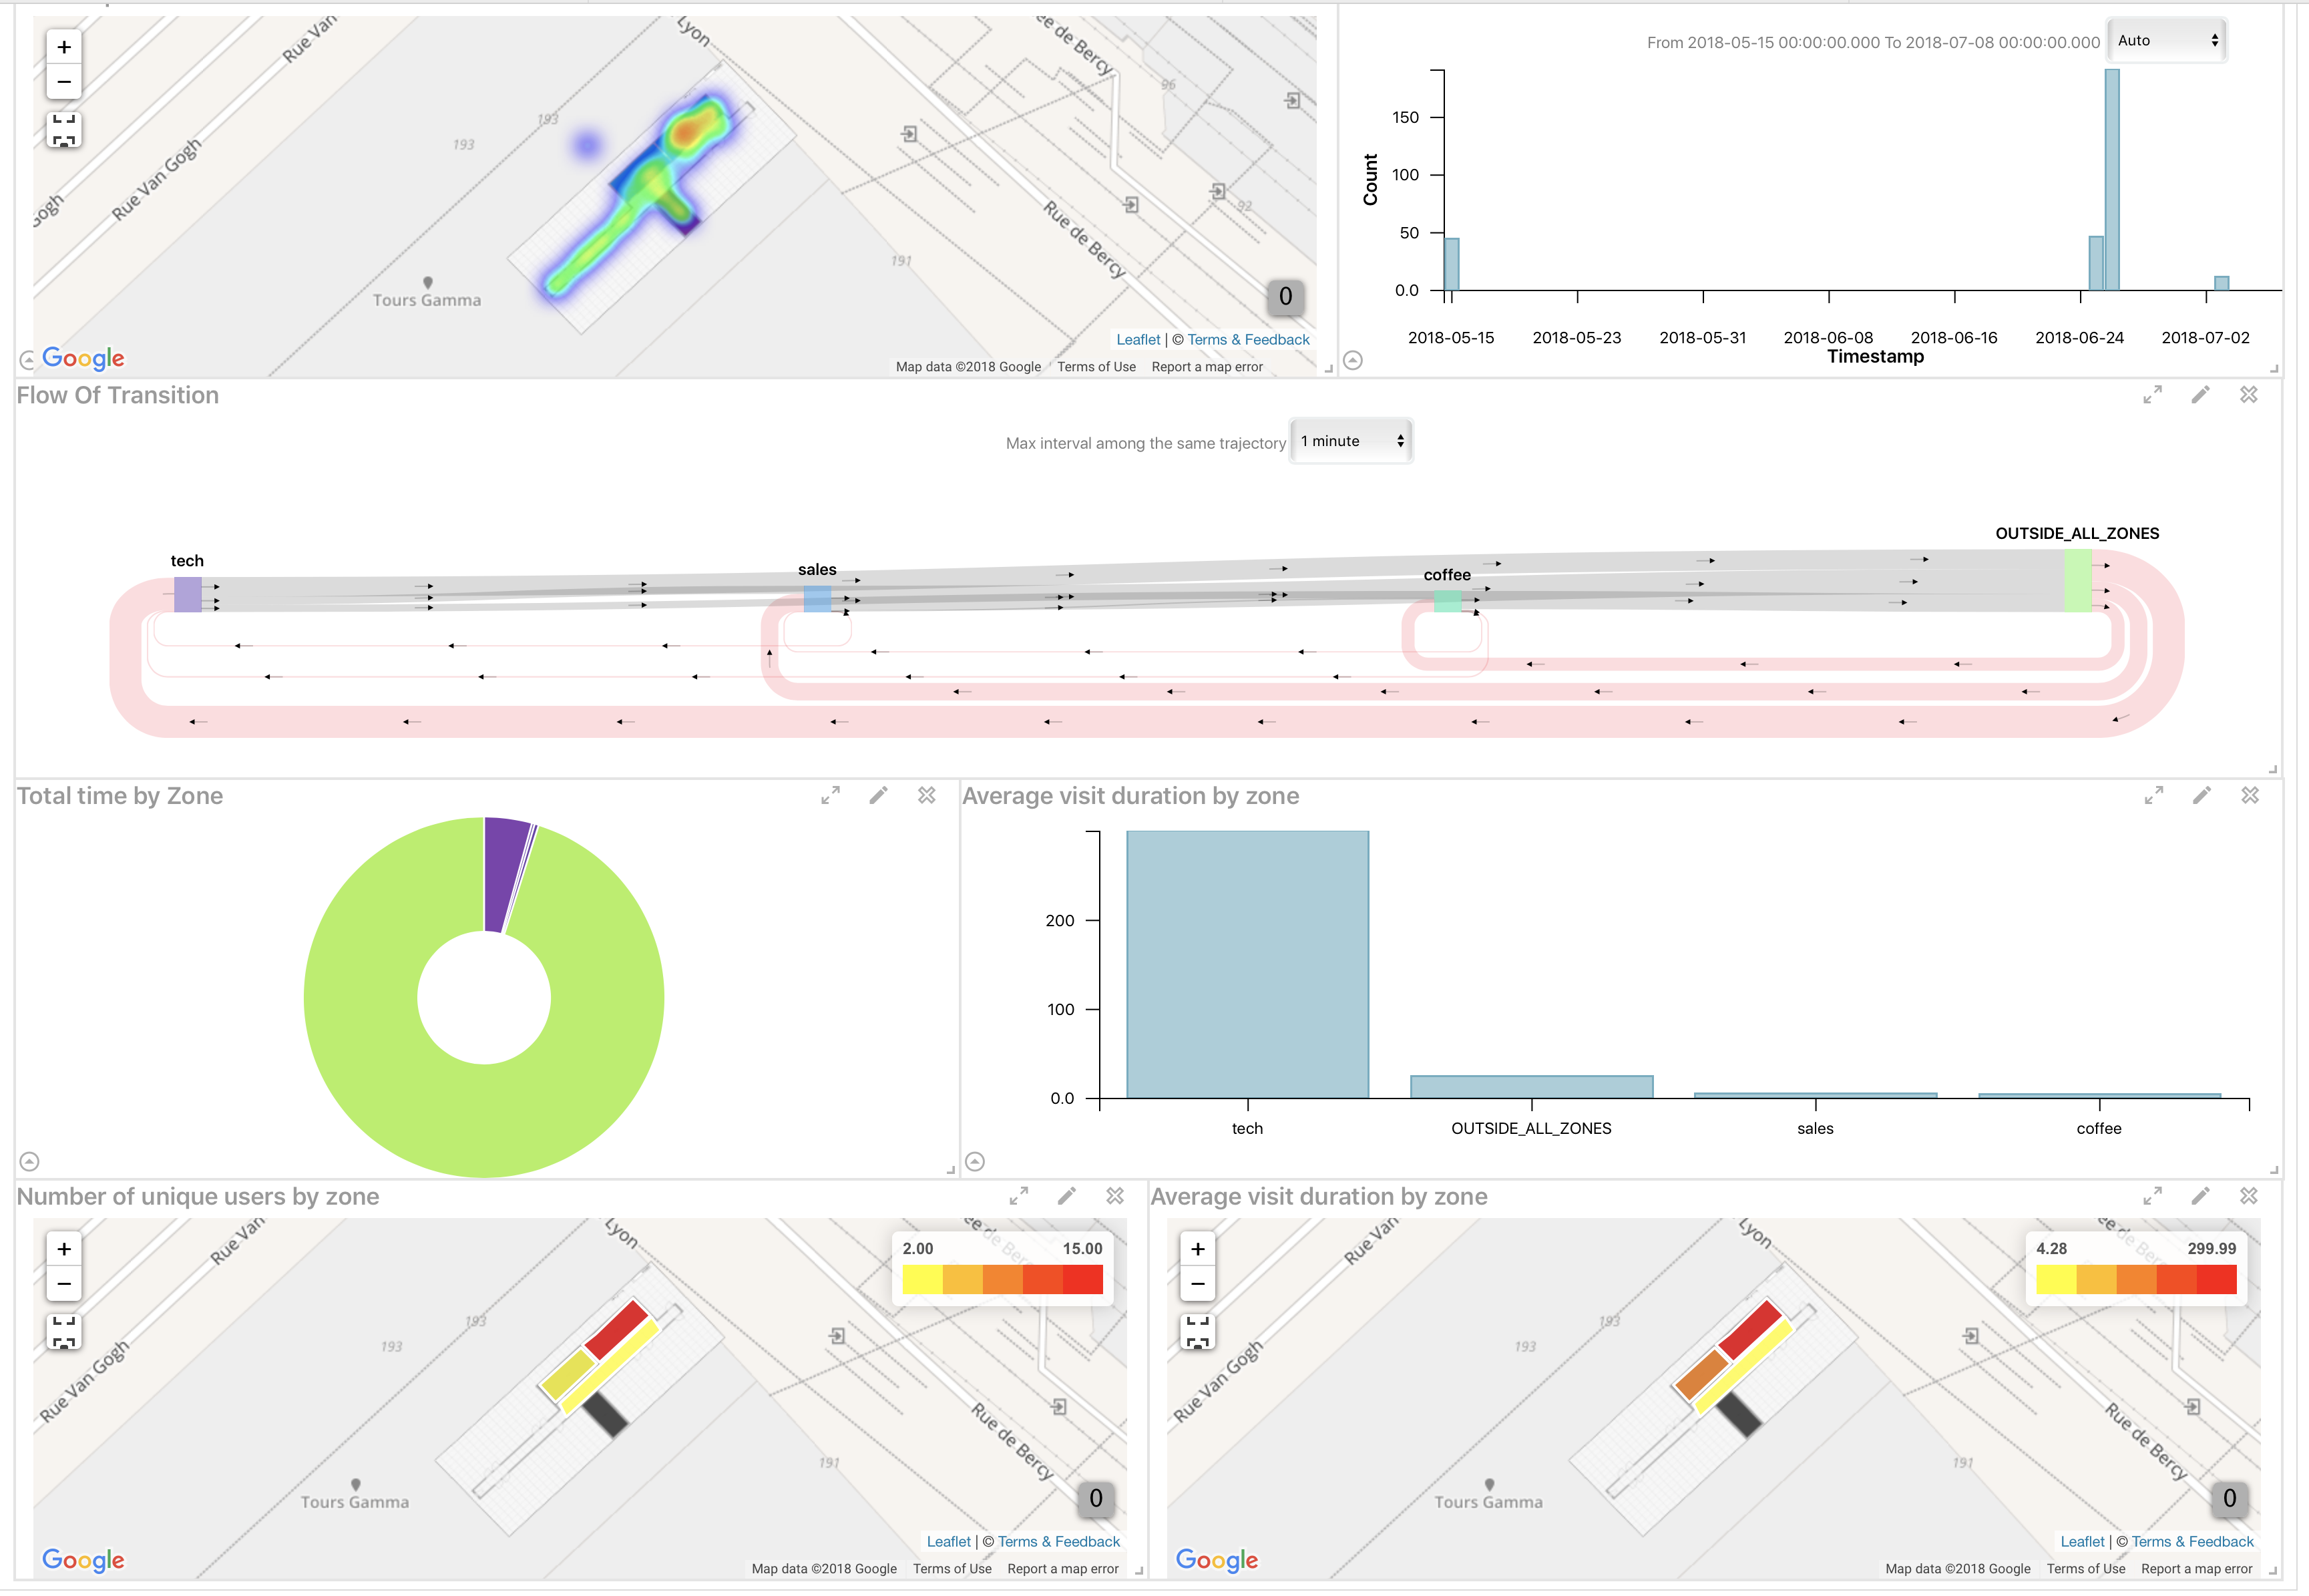 Lyon
Rue Van
ee de Bercy
96
+
−
193
193
Rue Van Gogh
Gogh
Rue de Bercy
92
191
Tours Gamma
0
Leaflet | © Terms & Feedback
Google
Map data ©2018 Google Terms of Use Report a map error
From 2018-05-15 00:00:00.000 To 2018-07-08 00:00:00.000 Auto
150
100
50
0.0
Count
2018-05-15 2018-05-23 2018-05-31 2018-06-08 2018-06-16 2018-06-24 2018-07-02
Timestamp
Flow Of Transition
Max interval among the same trajectory 1 minute
OUTSIDE_ALL_ZONES
tech
sales
coffee
Total time by Zone
Average visit duration by zone
200
100
0.0
tech OUTSIDE_ALL_ZONES sales coffee
Number of unique users by zone
Lyon
Rue Van
ee de Ber
+
−
2.00 15.00
193
193
Rue Van Gogh
Rue de Bercy
191
Tours Gamma
0
Leaflet | © Terms & Feedback
Google
Map data ©2018 Google Terms of Use Report a map error
Average visit duration by zone
Lyon
Rue Van
ee de Ber
+
−
4.28 299.99
193
193
Rue Van Gogh
Rue de Bercy
191
Tours Gamma
0
Leaflet | © Terms & Feedback
Google
Map data ©2018 Google Terms of Use Report a map error